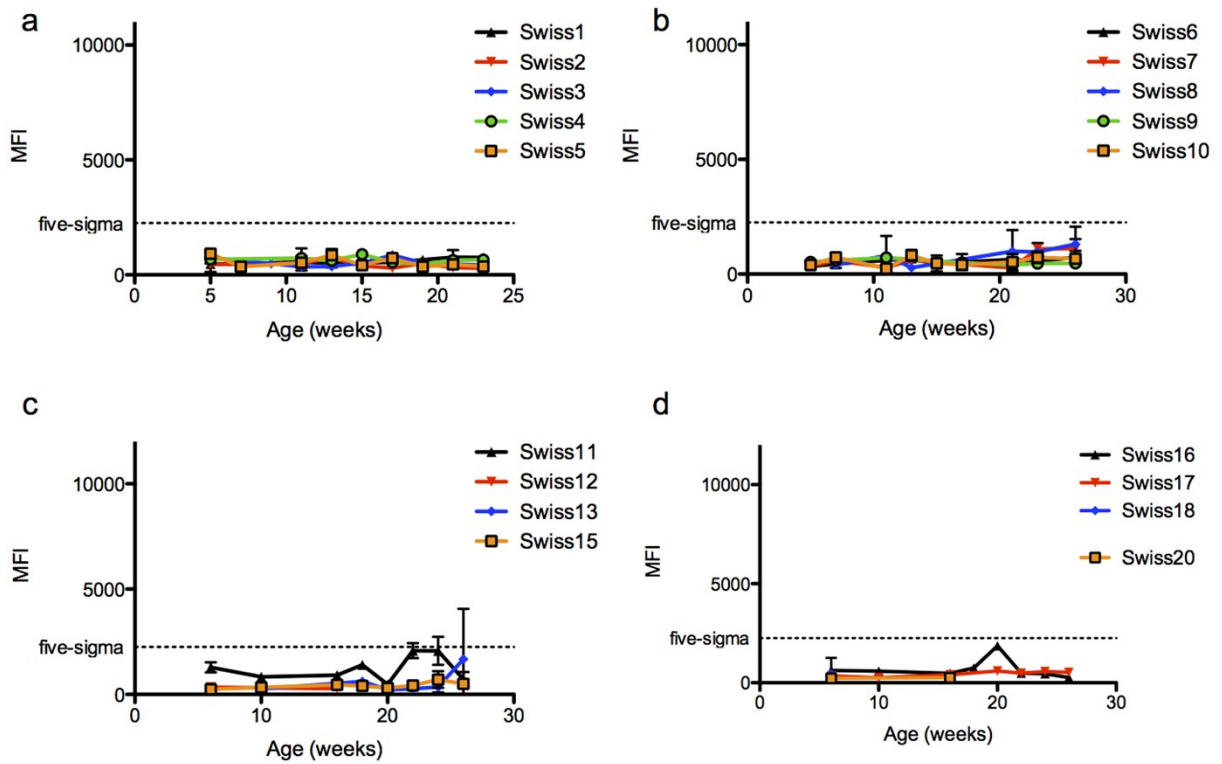 a
10000
5000
five-sigma
0
MFI
0 5 10 15 20 25
Age (weeks)
Swiss1
Swiss2
Swiss3
Swiss4
Swiss5
b
10000
5000
five-sigma
0
MFI
0 10 20 30
Age (weeks)
Swiss6
Swiss7
Swiss8
Swiss9
Swiss10
c
10000
5000
five-sigma
0
MFI
0 10 20 30
Age (weeks)
Swiss11
Swiss12
Swiss13
Swiss15
d
10000
5000
five-sigma
0
MFI
0 10 20 30
Age (weeks)
Swiss16
Swiss17
Swiss18
Swiss20